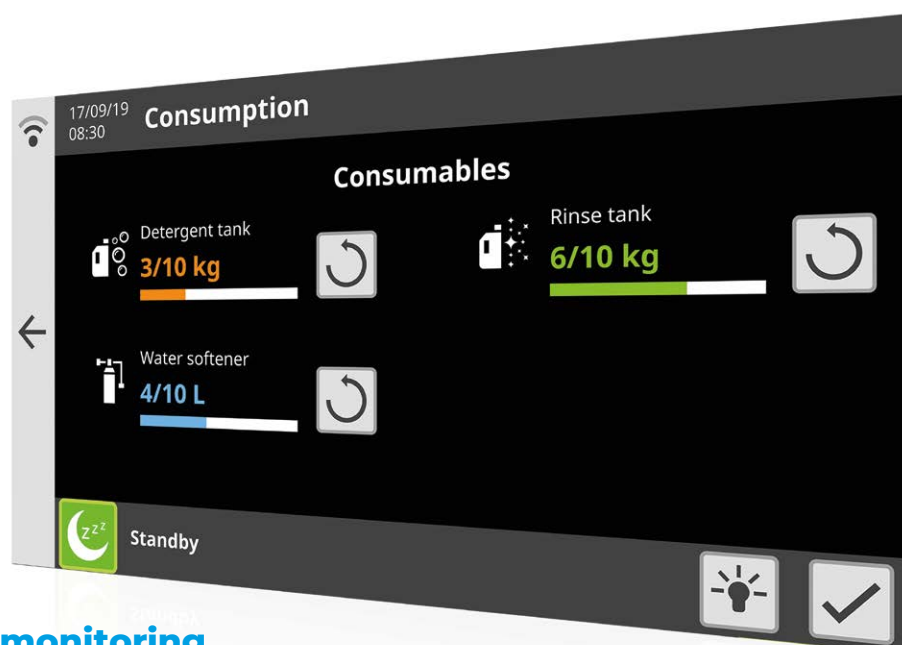 17/09/19
08:30
Consumption
Consumables
Detergent tank
3/10 kg
Rinse tank
6/10 kg
Water softener
4/10 L
zzz
Standby
monitoring